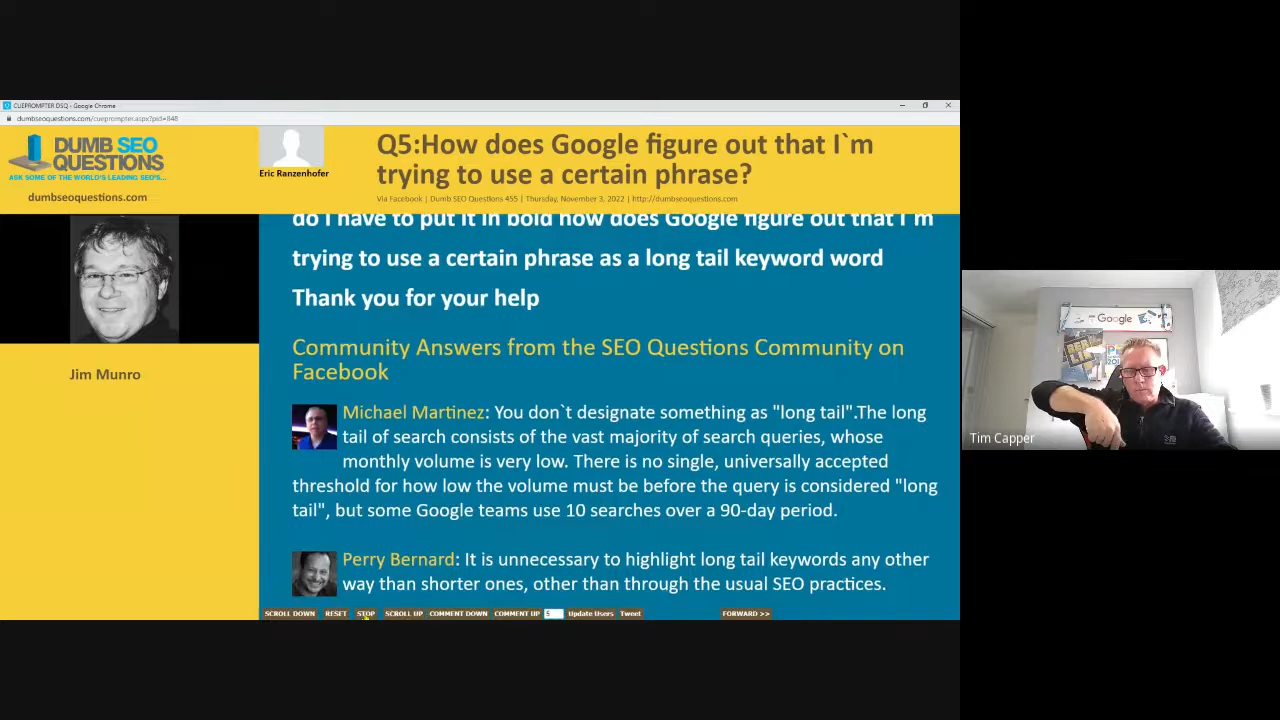 CUEPROMPTER DSQ - Google Chrome
dumbseoquestions.com/cueprompter.aspx?pid=848
DUMB SEO
QUESTIONS
ASK SOME OF THE WORLD'S LEADING SEO'S...
dumbseoquestions.com
Eric Ranzenhofer
Q5:How does Google figure out that I`m
trying to use a certain phrase?
Via Facebook | Dumb SEO Questions 455 | Thursday, November 3, 2022 | http://dumbseoquestions.com
Jim Munro
do I have to put it in bold how does Google figure out that I`m
trying to use a certain phrase as a long tail keyword word
Thank you for your help
Community Answers from the SEO Questions Community on
Facebook
Michael Martinez: You don`t designate something as "long tail".The long
tail of search consists of the vast majority of search queries, whose
monthly volume is very low. There is no single, universally accepted
threshold for how low the volume must be before the query is considered "long
tail", but some Google teams use 10 searches over a 90-day period.
Perry Bernard: It is unnecessary to highlight long tail keywords any other
way than shorter ones, other than through the usual SEO practices.
SCROLL DOWN RESET STOP SCROLL UP COMMENT DOWN COMMENT UP 5 Update Users Tweet FORWARD >>
Google
Tim Capper